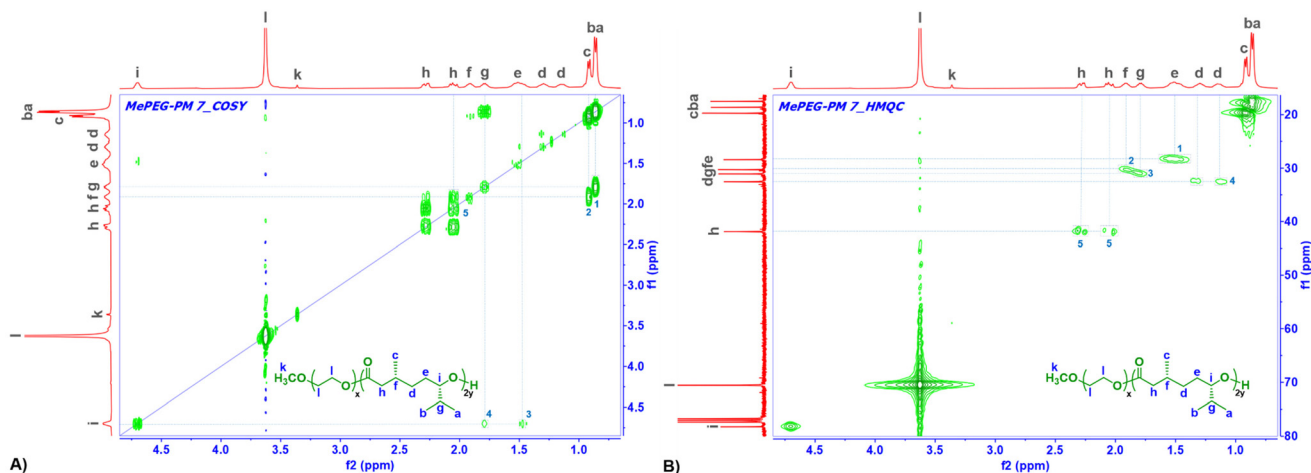 l
ba
c
i
k
h
h
f
g
e
d
d
MePEG-PM 7_COSY
ba
c
d
d
e
g
f
h
h
k
l
i
1.0
1.5
2.0
2.5
3.0
3.5
4.0
4.5
f1 (ppm)
2
1
5
4
3
k
H3CO
l
l
O
x
O
h
c
f
d
e
i
g
b
a
O
H
2y
4.5
4.0
3.5
3.0
2.5
2.0
1.5
1.0
f2 (ppm)
A)
l
ba
c
i
k
h
h
f
g
e
d
d
MePEG-PM 7_HMQC
cba
dgfe
h
l
i
20
30
40
50
60
70
80
f1 (ppm)
1
2
3
4
5
5
k
H3CO
l
l
O
x
O
h
c
f
d
e
i
g
b
a
O
H
2y
4.5
4.0
3.5
3.0
2.5
2.0
1.5
1.0
f2 (ppm)
B)